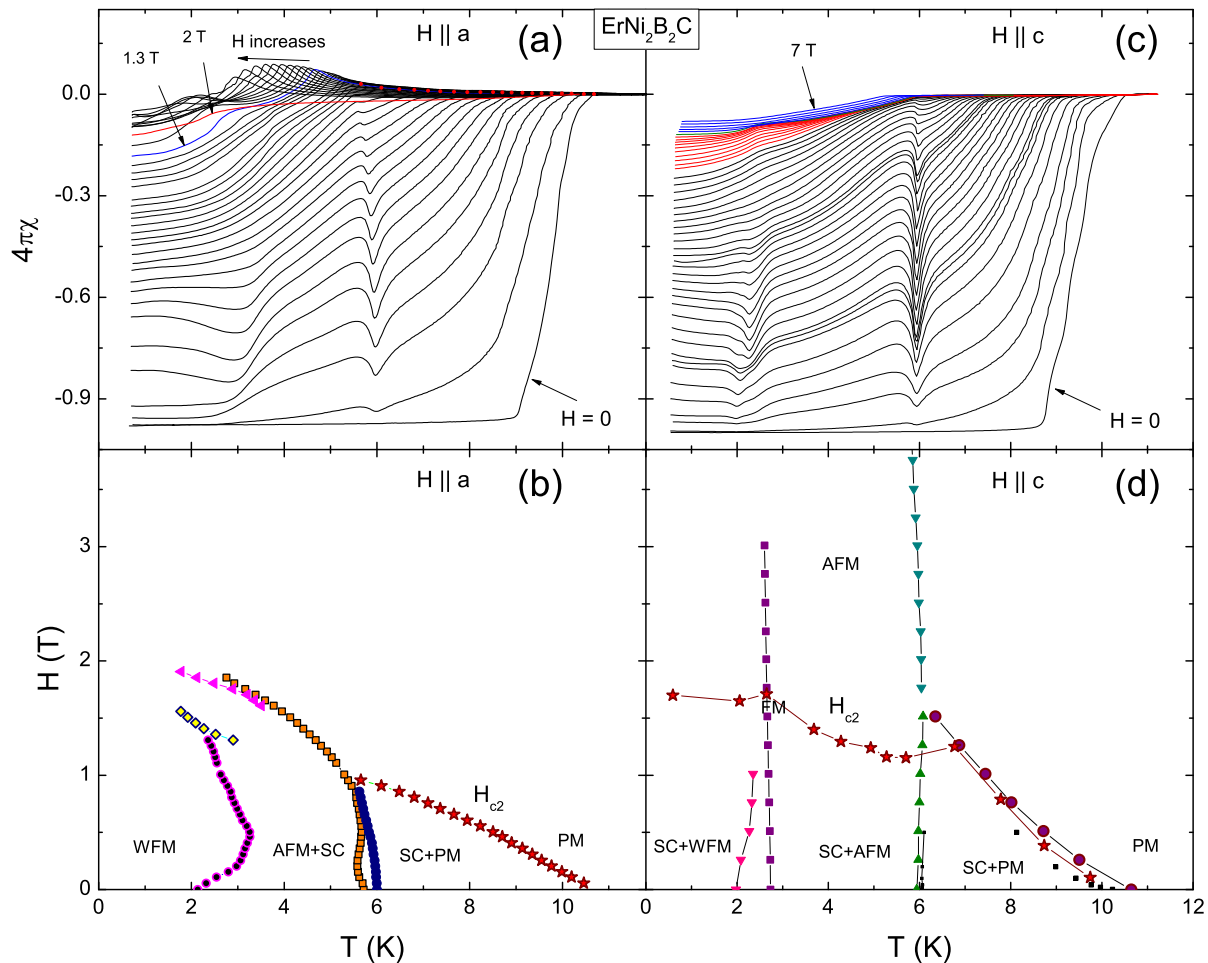 ErNi₂B₂C
H || a
(a)
2 T
H increases
1.3 T
H = 0
0.0
-0.3
-0.6
-0.9
4πχ
H || c
(c)
7 T
H = 0
H || a
(b)
H_c2
WFM
AFM+SC
SC+PM
PM
3
2
1
0
H (T)
0
2
4
6
8
10
T (K)
H || c
(d)
AFM
FM
H_c2
SC+WFM
SC+AFM
SC+PM
PM
0
2
4
6
8
10
12
T (K)